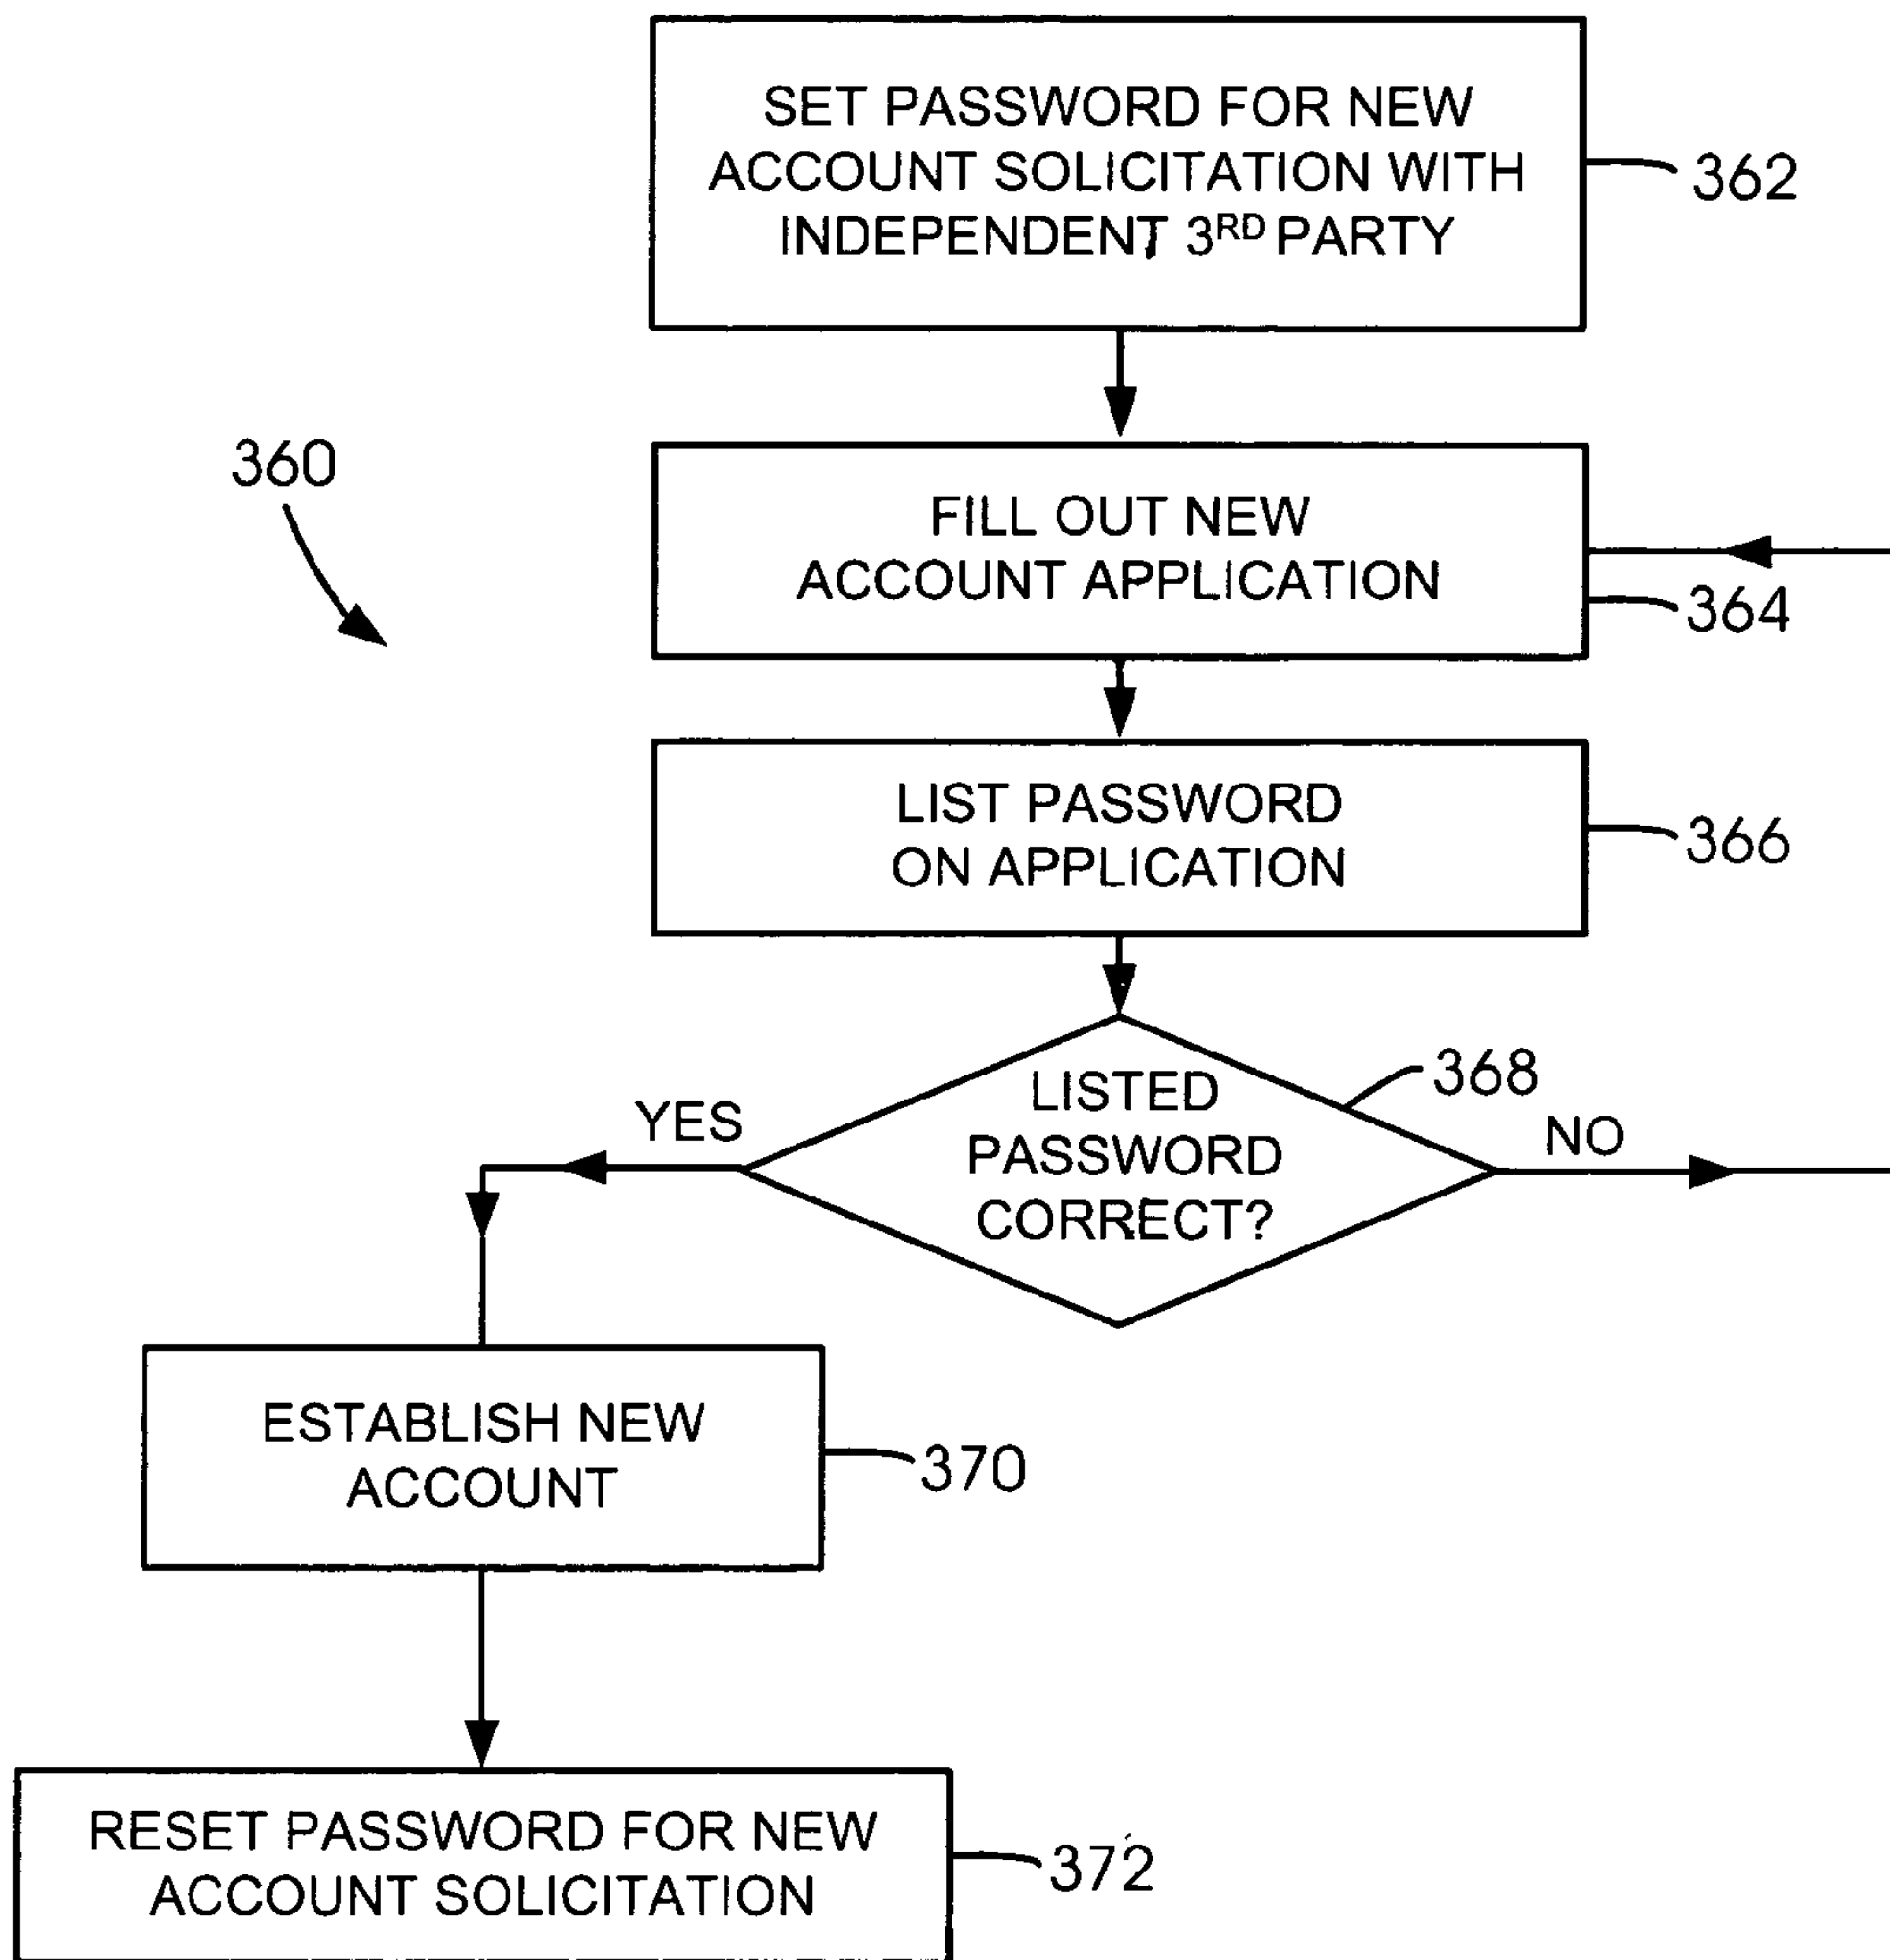 SET PASSWORD FOR NEW
ACCOUNT SOLICITATION WITH
INDEPENDENT 3RD PARTY
362
360
FILL OUT NEW
ACCOUNT APPLICATION
364
LIST PASSWORD
ON APPLICATION
366
LISTED
PASSWORD
CORRECT?
368
YES
NO
ESTABLISH NEW
ACCOUNT
370
RESET PASSWORD FOR NEW
ACCOUNT SOLICITATION
372